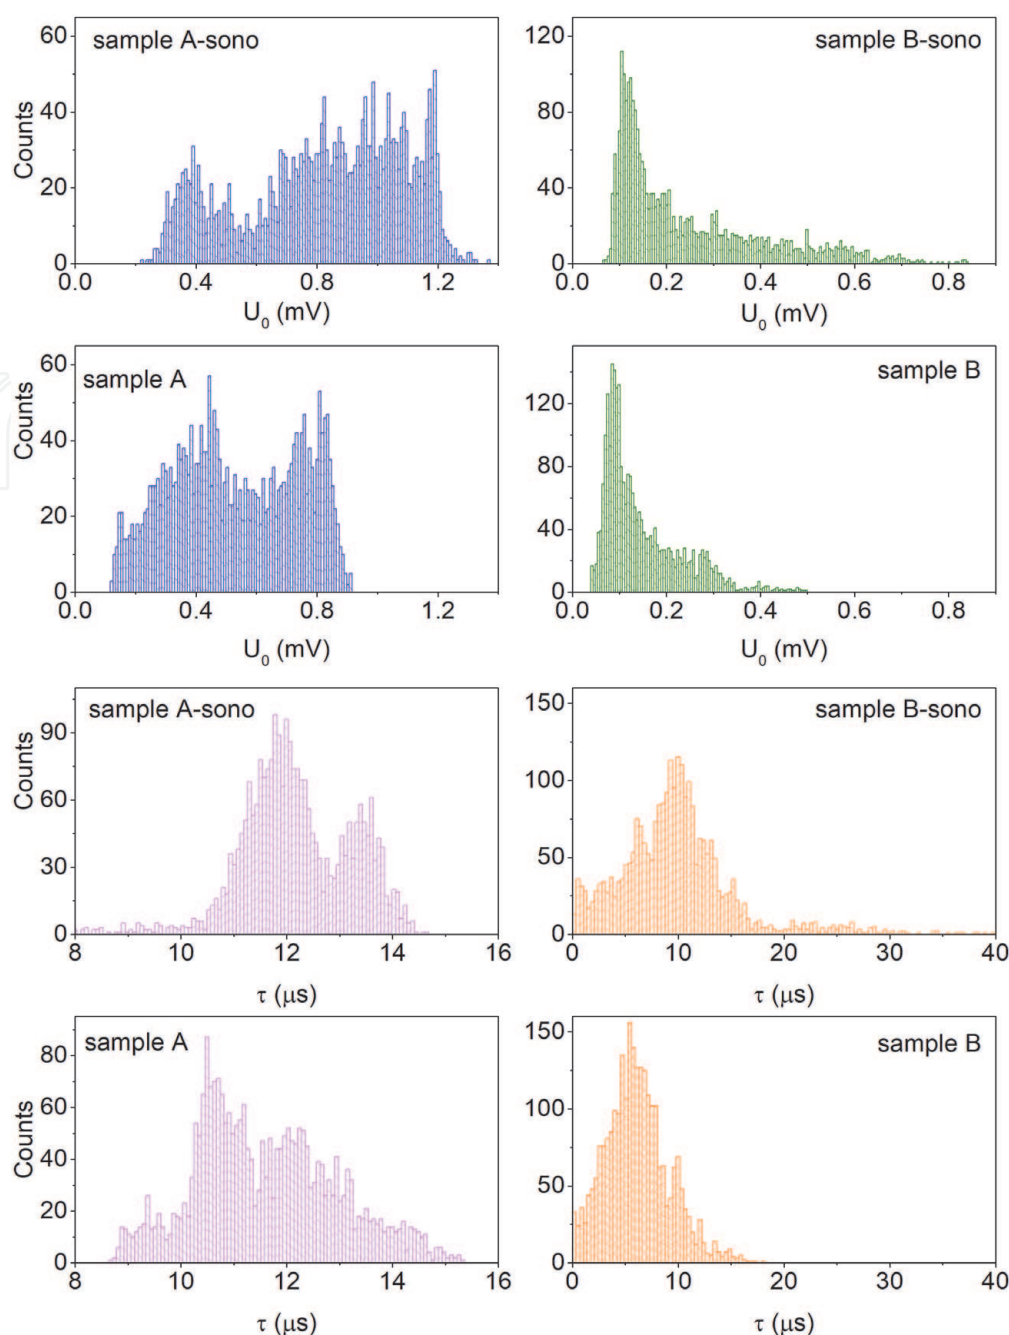 sample A-sono
60
40
20
0
Counts
0.0 0.4 0.8 1.2
U0 (mV)
sample B-sono
120
80
40
0
0.0 0.2 0.4 0.6 0.8
U0 (mV)
sample A
60
40
20
0
Counts
0.0 0.4 0.8 1.2
U0 (mV)
sample B
120
80
40
0
0.0 0.2 0.4 0.6 0.8
U0 (mV)
sample A-sono
90
60
30
0
Counts
8 10 12 14 16
τ (μs)
sample B-sono
150
100
50
0
0 10 20 30 40
τ (μs)
sample A
80
60
40
20
0
Counts
8 10 12 14 16
τ (μs)
sample B
150
100
50
0
0 10 20 30 40
τ (μs)